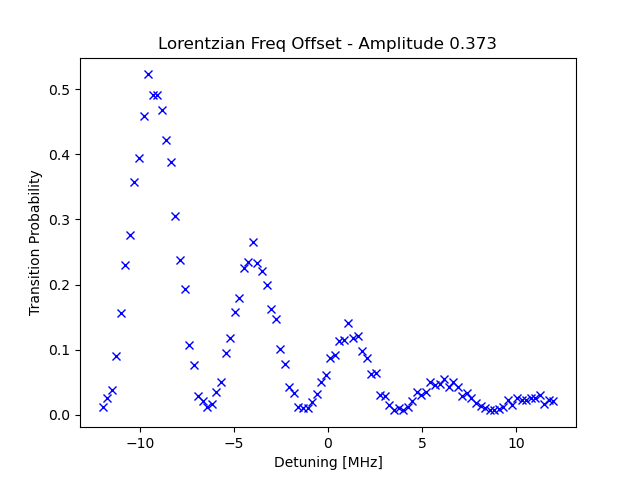 Lorentzian Freq Offset - Amplitude 0.373
Transition Probability
0.5
0.4
0.3
0.2
0.1
0.0
−10 −5 0 5 10
Detuning [MHz]